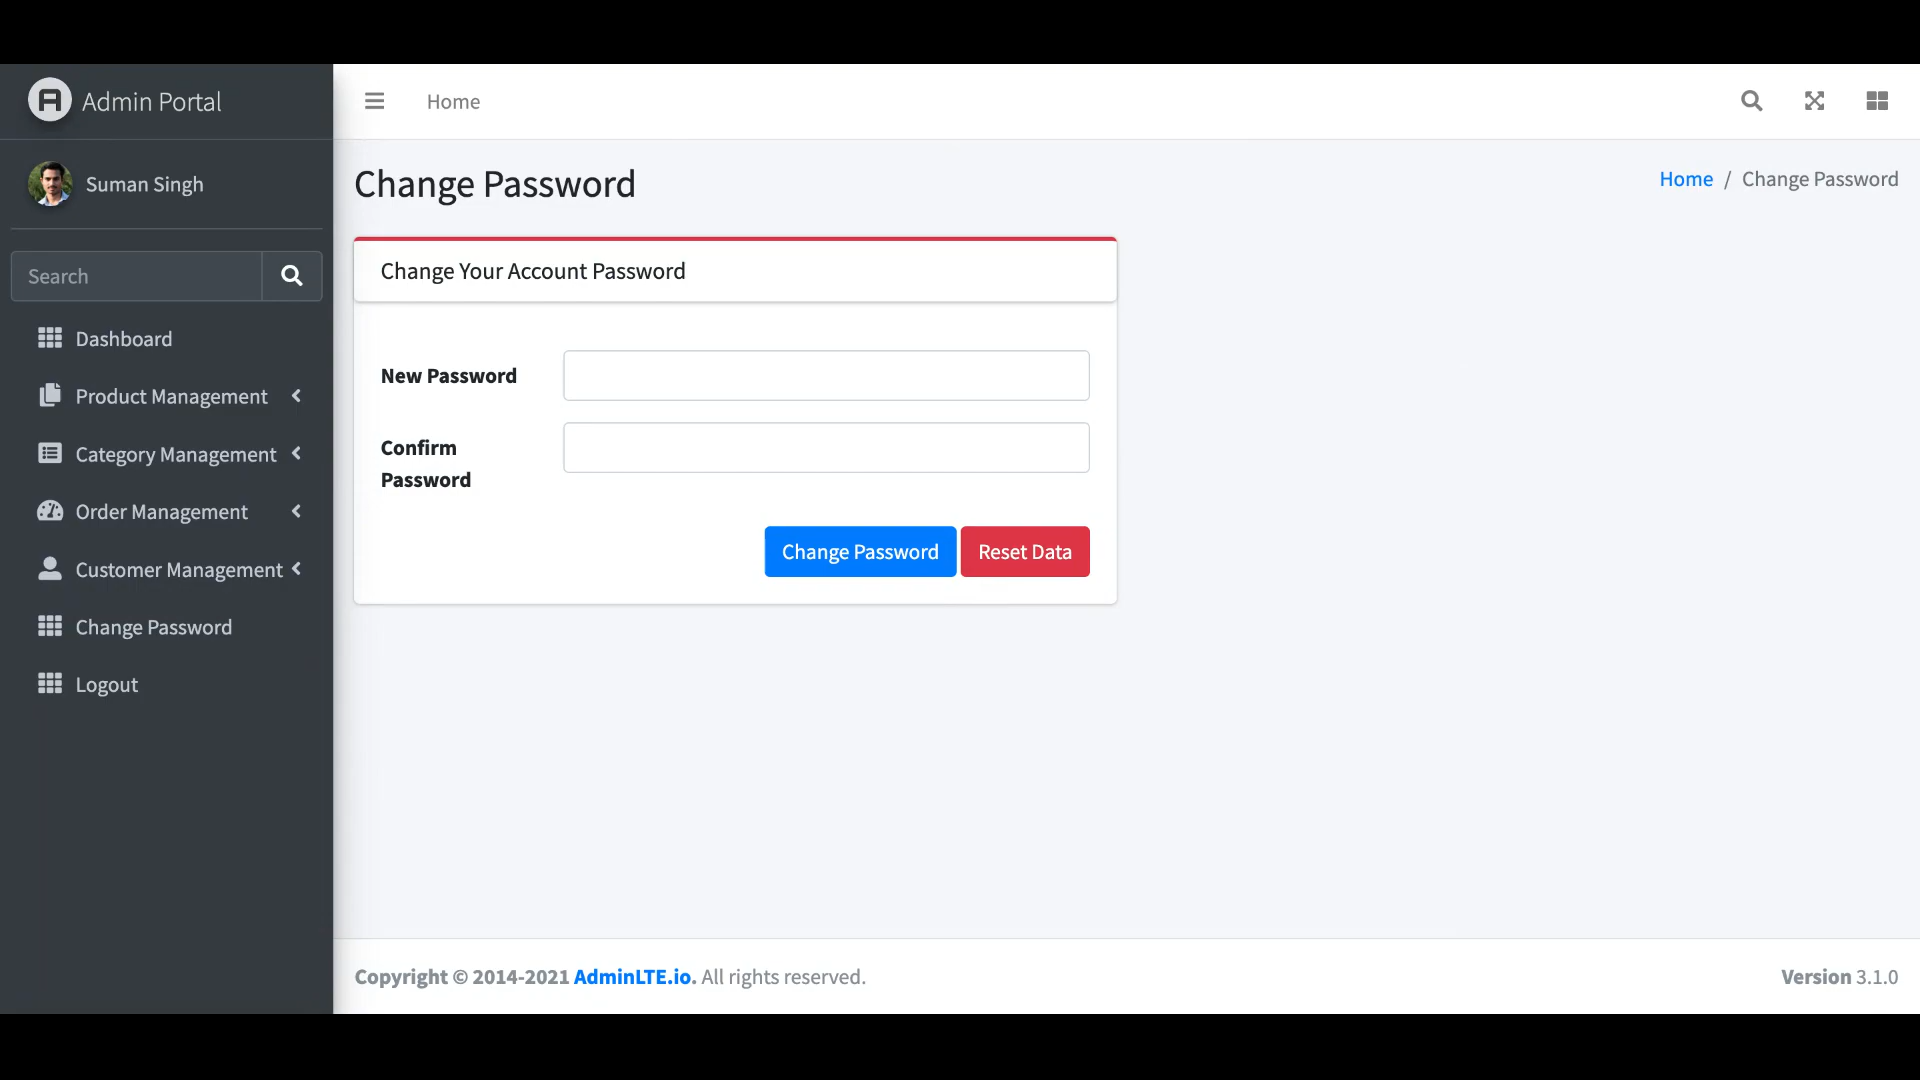 Admin Portal
Home
Suman Singh
Change Password
Home / Change Password
Search
Change Your Account Password
Dashboard
Product Management
Category Management
Order Management
Customer Management
Change Password
Logout
New Password
Confirm
Password
Change Password
Reset Data
Copyright © 2014-2021 AdminLTE.io. All rights reserved.
Version 3.1.0